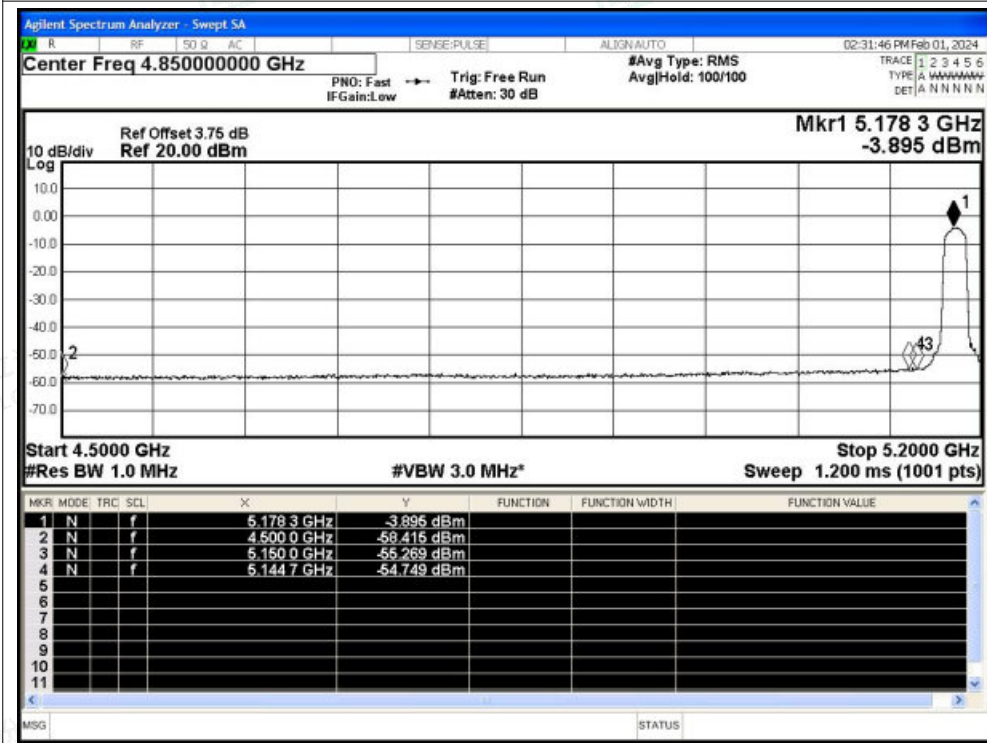 Agilent Spectrum Analyzer - Swept SA
LXI R RF 50 Ω AC SENSE:PULSE ALIGN AUTO 02:31:46 PM Feb 01, 2024
Center Freq 4.850000000 GHz
PNO: Fast
IFGain:Low
Trig: Free Run
#Atten: 30 dB
#Avg Type: RMS
Avg|Hold: 100/100
TRACE 1 2 3 4 5 6
TYPE A WWWWW
DET A N N N N N
Ref Offset 3.75 dB
10 dB/div Ref 20.00 dBm
Log
Mkr1 5.178 3 GHz
-3.895 dBm
10.0
0.00
-10.0
-20.0
-30.0
-40.0
-50.0
-60.0
-70.0
1
2
43
Start 4.5000 GHz Stop 5.2000 GHz
#Res BW 1.0 MHz #VBW 3.0 MHz* Sweep 1.200 ms (1001 pts)
MKR MODE TRC SCL X Y FUNCTION FUNCTION WIDTH FUNCTION VALUE
1 N f 5.178 3 GHz -3.895 dBm
2 N f 4.500 0 GHz -58.415 dBm
3 N f 5.150 0 GHz -55.269 dBm
4 N f 5.144 7 GHz -54.749 dBm
5
6
7
8
9
10
11
MSG STATUS